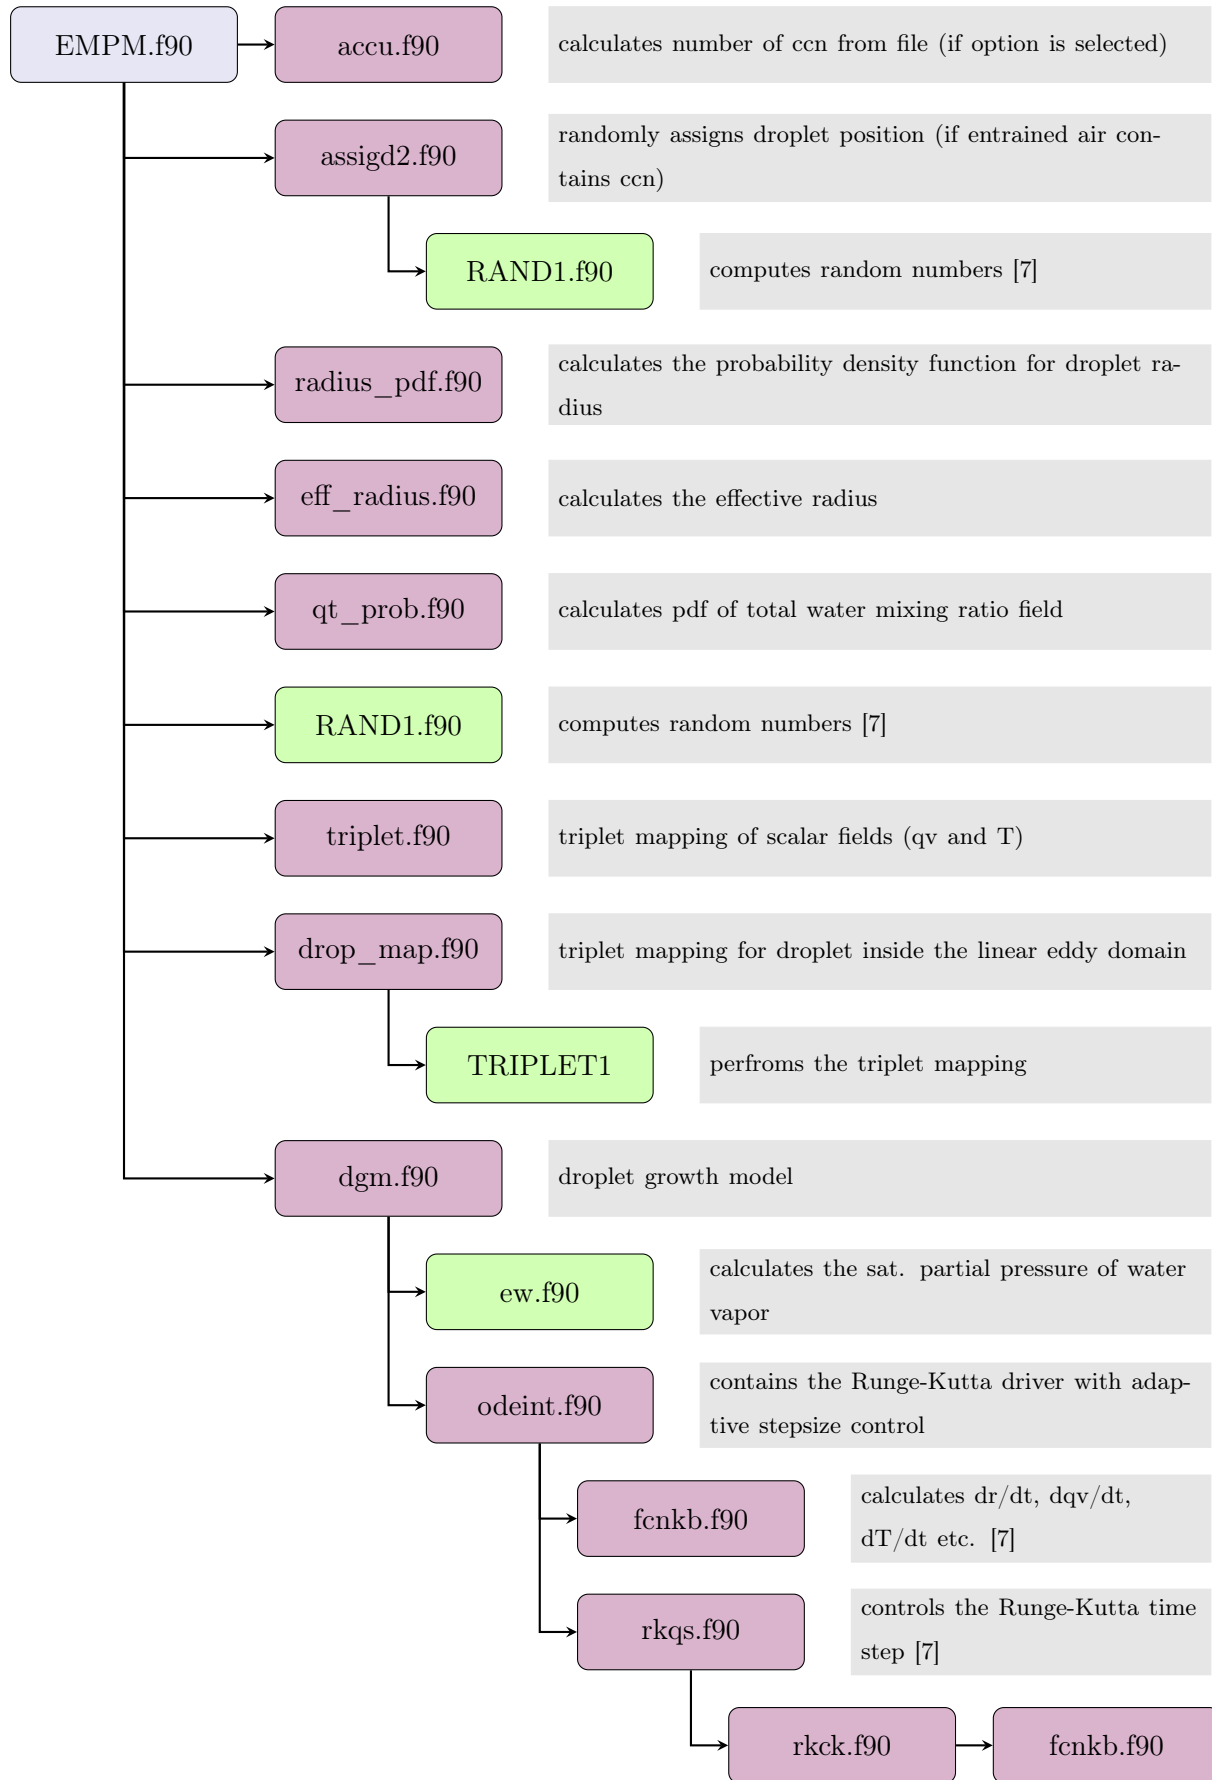 EMPM.f90
accu.f90
calculates number of ccn from file (if option is selected)
assigd2.f90
randomly assigns droplet position (if entrained air con-
tains ccn)
RAND1.f90
computes random numbers [7]
radius_pdf.f90
calculates the probability density function for droplet ra-
dius
eff_radius.f90
calculates the effective radius
qt_prob.f90
calculates pdf of total water mixing ratio field
RAND1.f90
computes random numbers [7]
triplet.f90
triplet mapping of scalar fields (qv and T)
drop_map.f90
triplet mapping for droplet inside the linear eddy domain
TRIPLET1
perfroms the triplet mapping
dgm.f90
droplet growth model
ew.f90
calculates the sat. partial pressure of water
vapor
odeint.f90
contains the Runge-Kutta driver with adap-
tive stepsize control
fcnkb.f90
calculates dr/dt, dqv/dt,
dT/dt etc. [7]
rkqs.f90
controls the Runge-Kutta time
step [7]
rkck.f90
fcnkb.f90